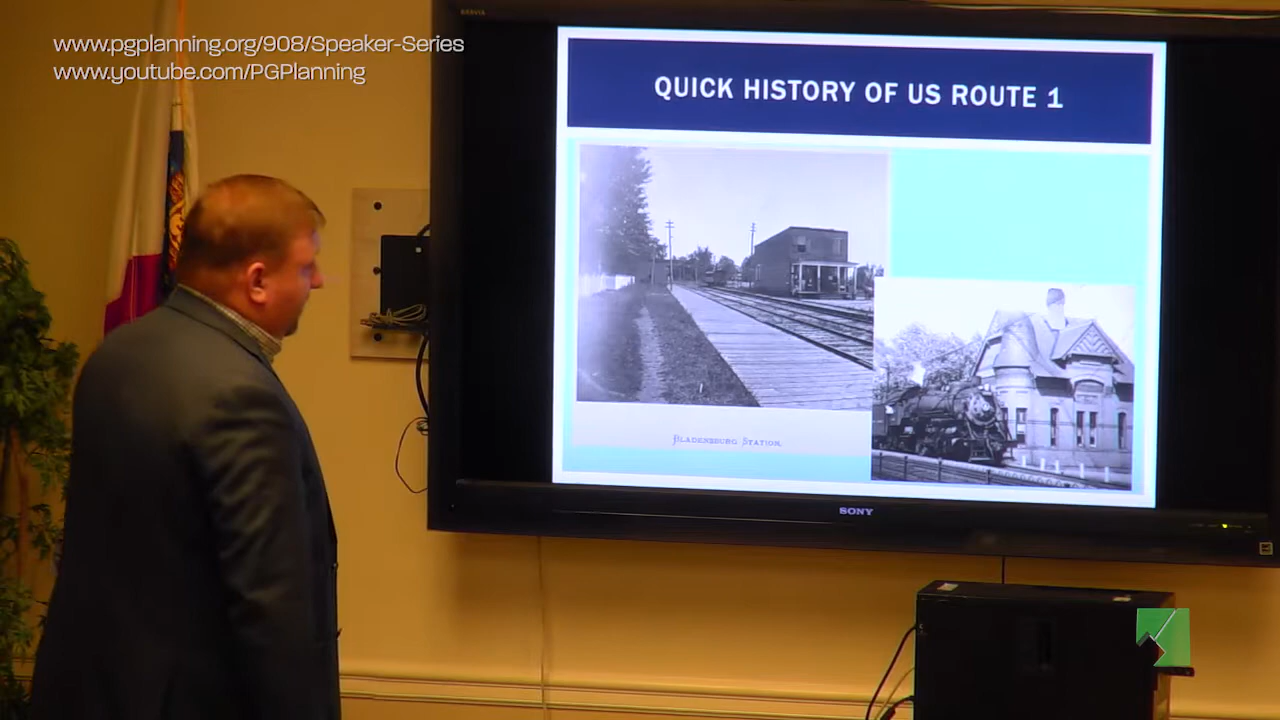 www.pgplanning.org/908/Speaker-Series
www.youtube.com/PGPlanning
QUICK HISTORY OF US ROUTE 1
BLADENSBURG STATION.
SONY